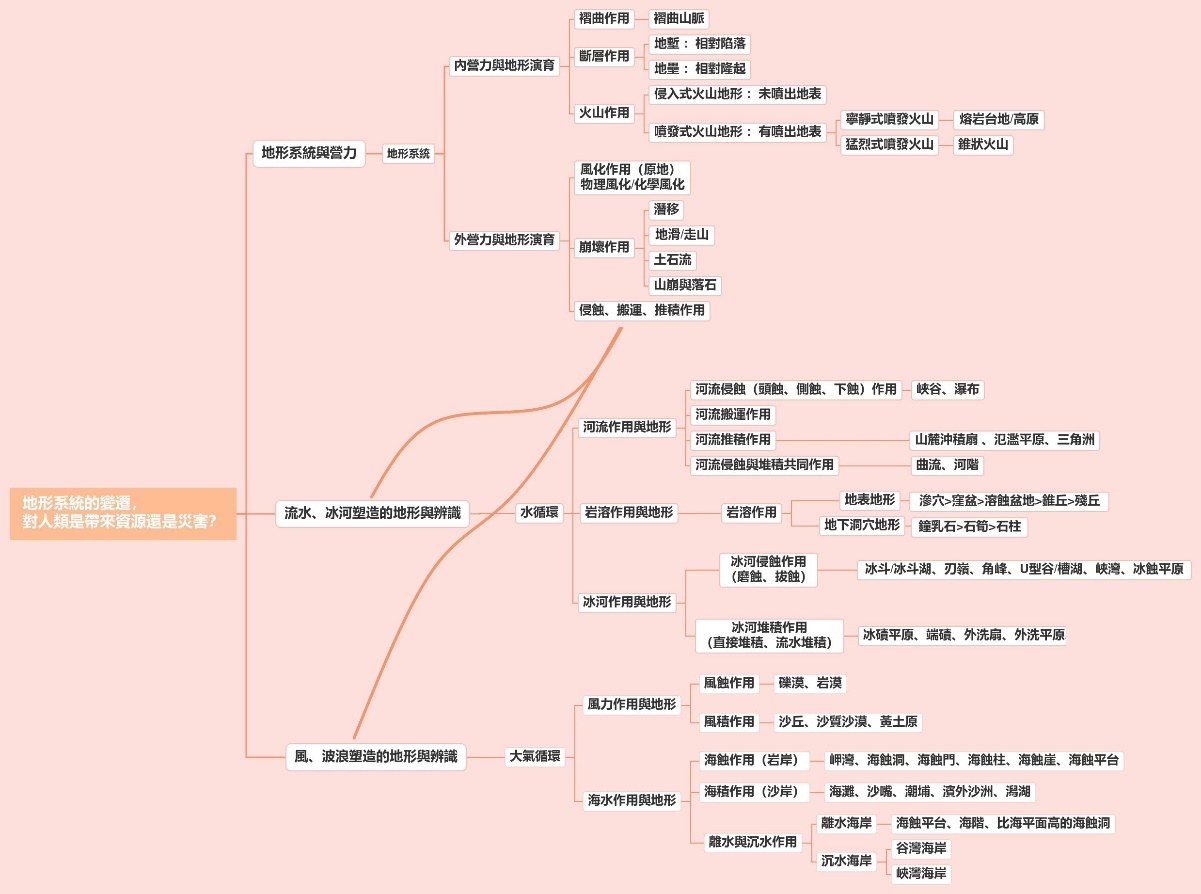 地形系統的變遷，
對人類是帶來資源還是災害？
地形系統與營力
地形系統
內營力與地形演育
褶曲作用
褶曲山脈
斷層作用
地塹： 相對陷落
地壘： 相對隆起
火山作用
侵入式火山地形： 未噴出地表
噴發式火山地形： 有噴出地表
寧靜式噴發火山
熔岩台地/高原
猛烈式噴發火山
錐狀火山
外營力與地形演育
風化作用（原地）
物理風化/化學風化
崩壞作用
潛移
地滑/走山
土石流
山崩與落石
侵蝕、搬運、推積作用
流水、冰河塑造的地形與辨識
水循環
河流作用與地形
河流侵蝕（頭蝕、側蝕、下蝕）作用
峽谷、瀑布
河流搬運作用
河流推積作用
山麓沖積扇 、氾濫平原、三角洲
河流侵蝕與堆積共同作用
曲流、河階
岩溶作用與地形
岩溶作用
地表地形
滲穴>窪盆>溶蝕盆地>錐丘>殘丘
地下洞穴地形
鐘乳石>石筍>石柱
冰河作用與地形
冰河侵蝕作用
（磨蝕、拔蝕）
冰斗/冰斗湖、刃嶺、角峰、U型谷/槽湖、峽灣、冰蝕平原
冰河堆積作用
（直接堆積、流水堆積）
冰磧平原、端磧、外洗扇、外洗平原
風、波浪塑造的地形與辨識
大氣循環
風力作用與地形
風蝕作用
礫漠、岩漠
風積作用
沙丘、沙質沙漠、黃土原
海水作用與地形
海蝕作用（岩岸）
岬灣、海蝕洞、海蝕門、海蝕柱、海蝕崖、海蝕平台
海積作用（沙岸）
海灘、沙嘴、潮埔、濱外沙洲、潟湖
離水與沉水作用
離水海岸
海蝕平台、海階、比海平面高的海蝕洞
沉水海岸
谷灣海岸
峽灣海岸